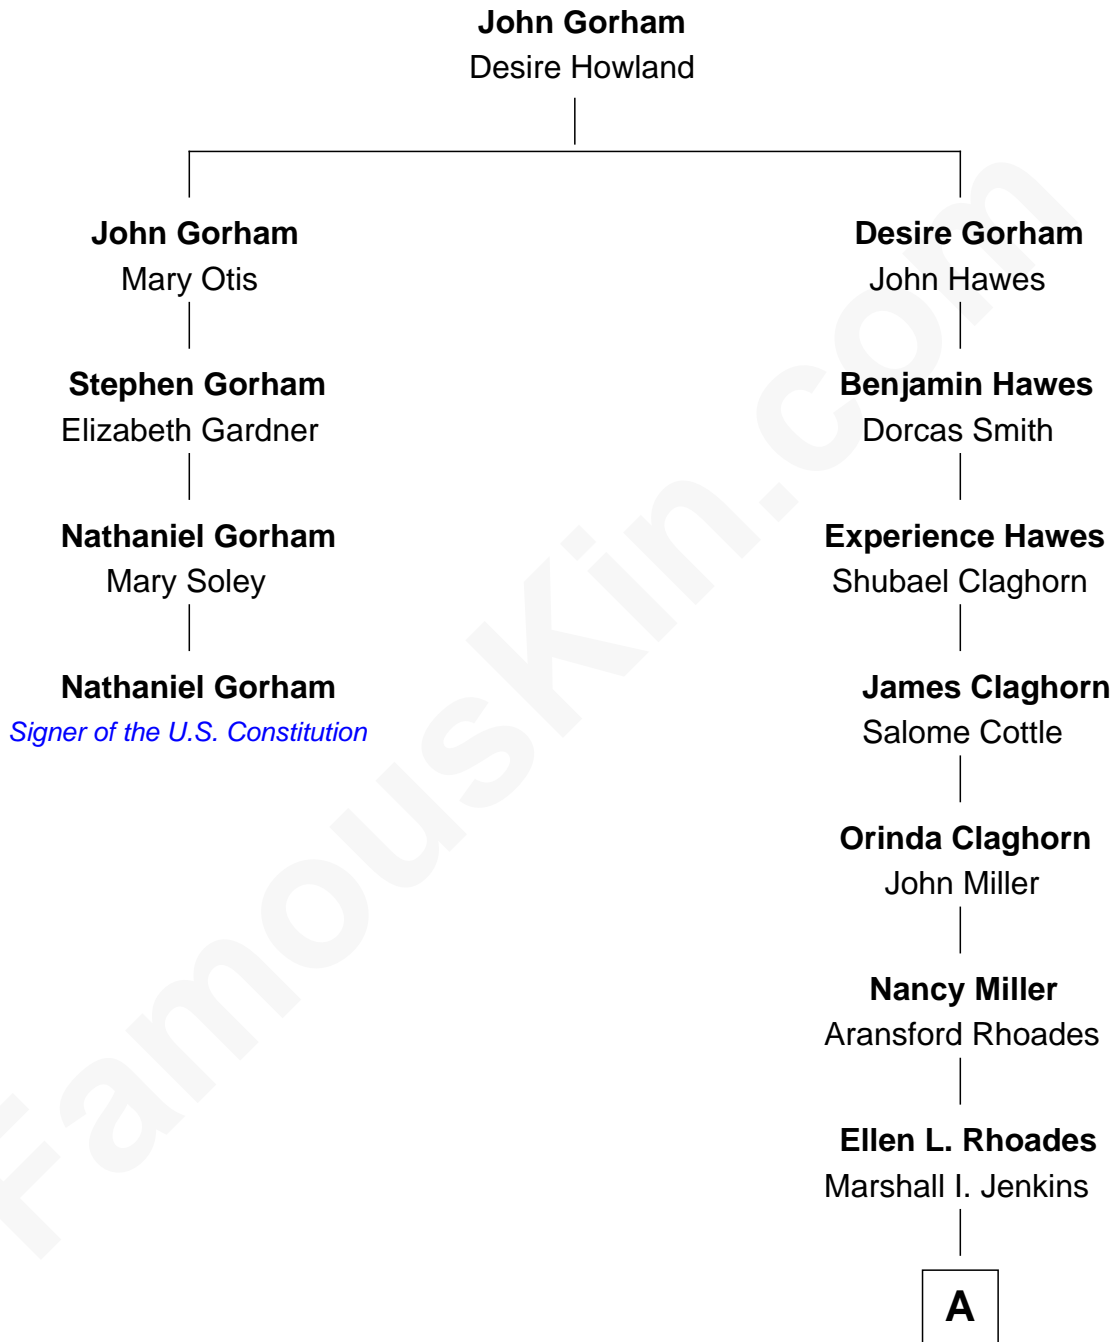 John Gorham
Desire Howland
John Gorham
Mary Otis
Stephen Gorham
Elizabeth Gardner
Nathaniel Gorham
Mary Soley
Nathaniel Gorham
Signer of the U.S. Constitution
Desire Gorham
John Hawes
Benjamin Hawes
Dorcas Smith
Experience Hawes
Shubael Claghorn
James Claghorn
Salome Cottle
Orinda Claghorn
John Miller
Nancy Miller
Aransford Rhoades
Ellen L. Rhoades
Marshall I. Jenkins
A
FamousKin.com